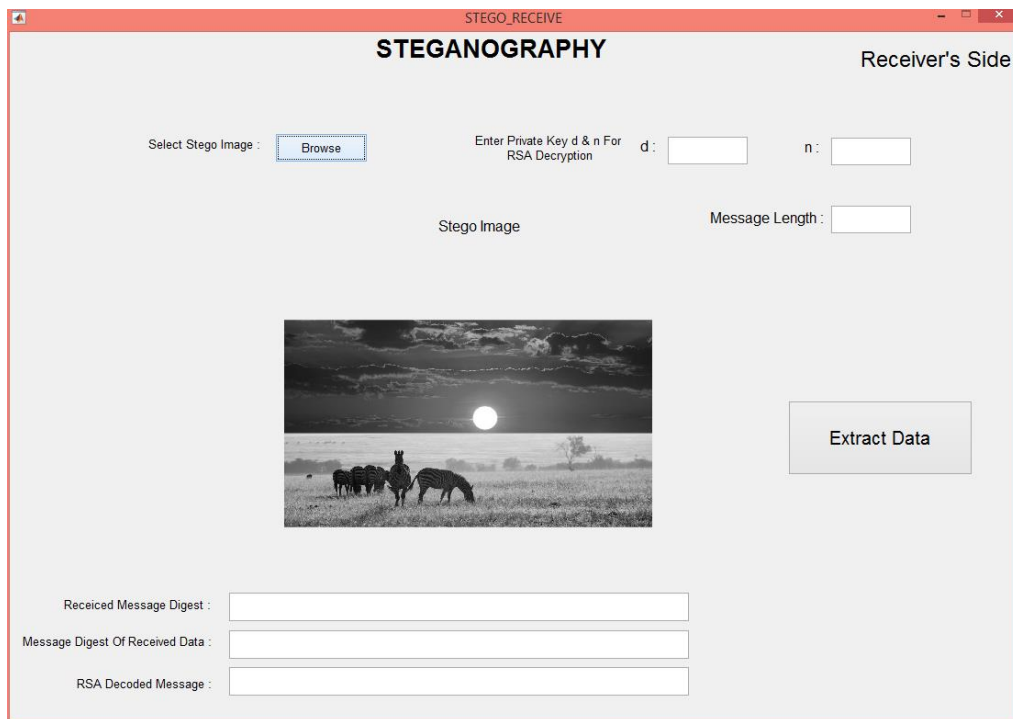 STEGO_RECEIVE
STEGANOGRAPHY
Receiver's Side
Select Stego Image :
Browse
Enter Private Key d & n For
RSA Decryption
d :
n :
Message Length :
Stego Image
Extract Data
Receiced Message Digest :
Message Digest Of Received Data :
RSA Decoded Message :